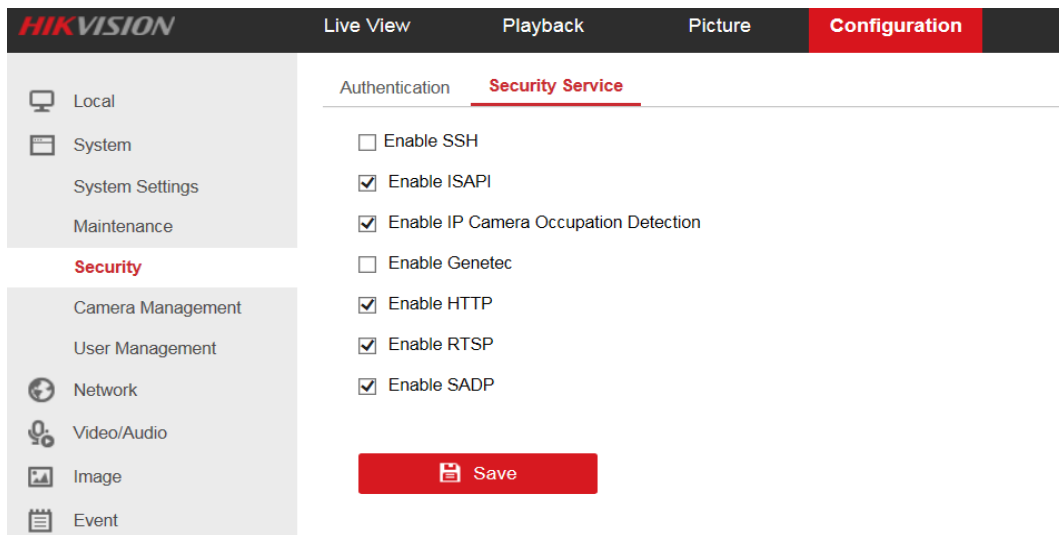 HIKVISION Live View Playback Picture Configuration
Authentication Security Service
Local
System
System Settings
Maintenance
Security
Camera Management
User Management
Network
Video/Audio
Image
Event
Enable SSH
Enable ISAPI
Enable IP Camera Occupation Detection
Enable Genetec
Enable HTTP
Enable RTSP
Enable SADP
Save